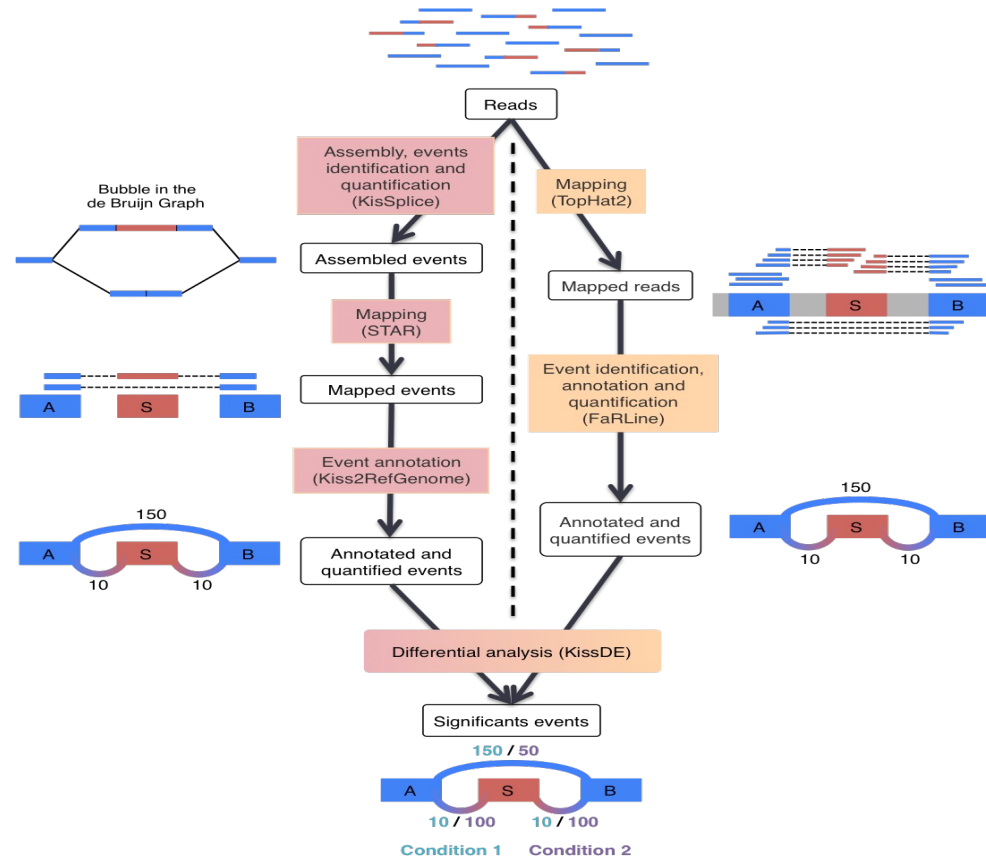 Reads
Assembly, events
identification and
quantification
(KisSplice)
Mapping
(TopHat2)
Bubble in the
de Bruijn Graph
Assembled events
Mapped reads
A
S
B
Mapping
(STAR)
Event identification,
annotation and
quantification
(FaRLine)
Mapped events
A
S
B
Event annotation
(Kiss2RefGenome)
150
A
S
B
10
10
Annotated and
quantified events
Annotated and
quantified events
150
A
S
B
10
10
Differential analysis (KissDE)
Significants events
150 / 50
A
S
B
10 / 100
10 / 100
Condition 1
Condition 2